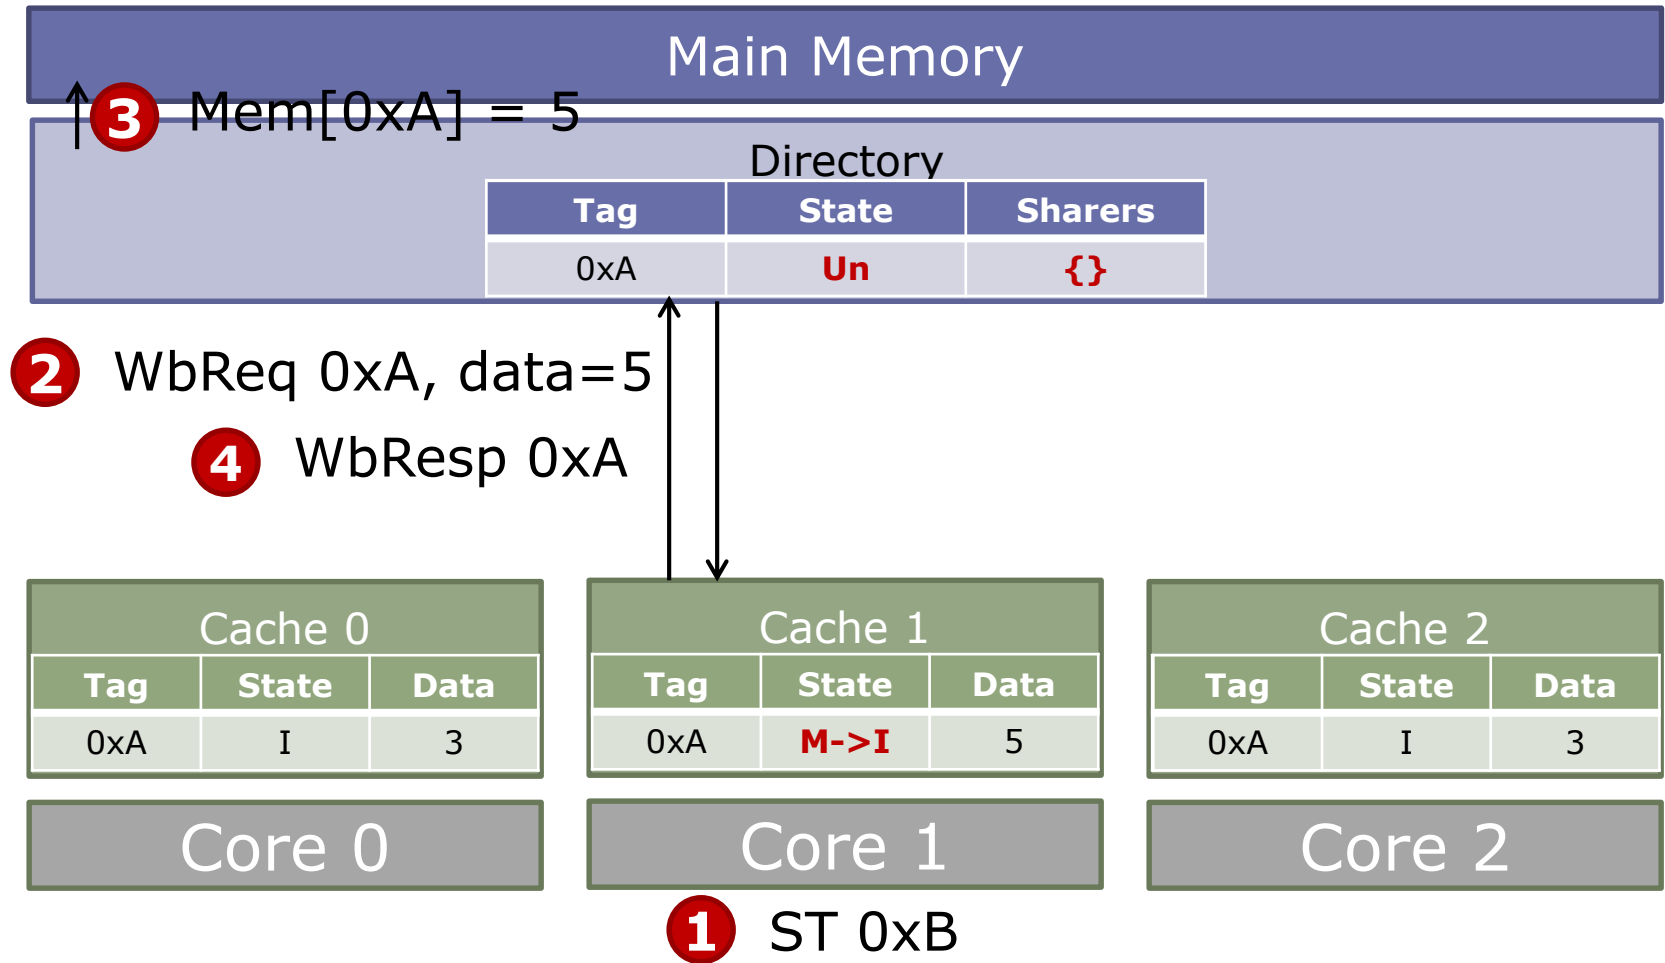 Main Memory
3 Mem[0xA] = 5
Directory
Tag State Sharers
0xA Un {}
2 WbReq 0xA, data=5
4 WbResp 0xA
Cache 0 Cache 1 Cache 2
Tag State Data Tag State Data Tag State Data
0xA I 3 0xA M->I 5 0xA I 3
Core 0 Core 1 Core 2
1 ST 0xB